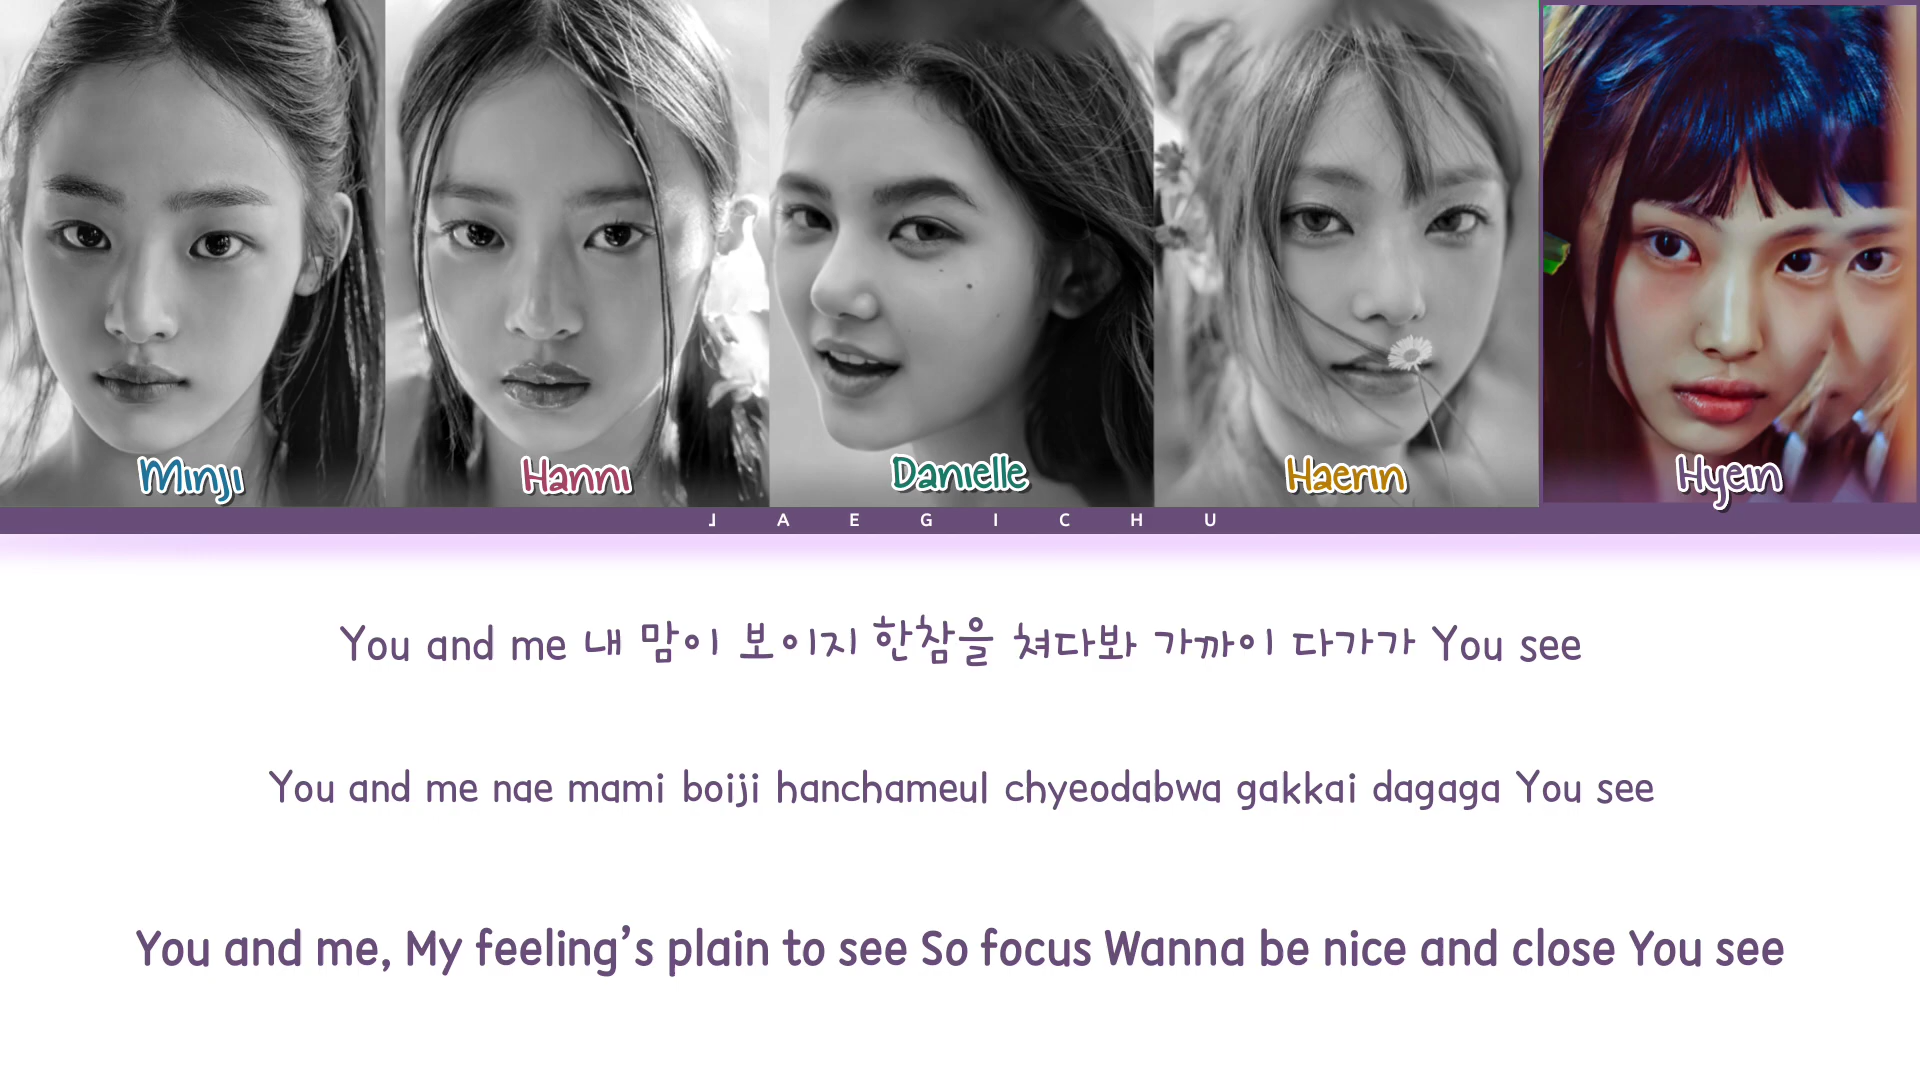 Minji Hanni Danielle Haerin Hyein
JAEGICHU
You and me 내 맘이 보이지 한참을 쳐다봐 가까이 다가가 You see
You and me nae mami boiji hanchameul chyeodabwa gakkai dagaga You see
You and me, My feeling’s plain to see So focus Wanna be nice and close You see